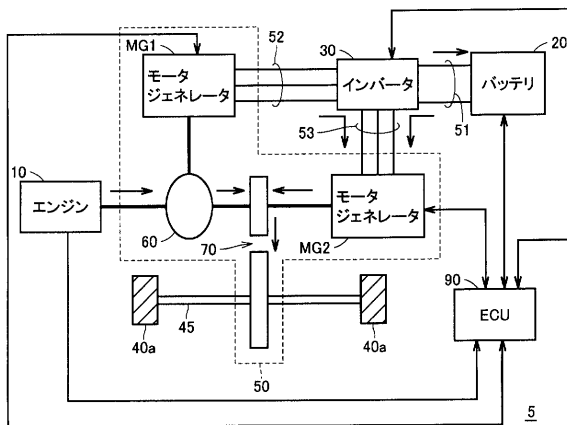 MG1
モータ
ジェネレータ
52
30
インバータ
20
バッテリ
51
53
10
エンジン
60
70
モータ
ジェネレータ
MG2
90
ECU
40a
45
40a
50
5